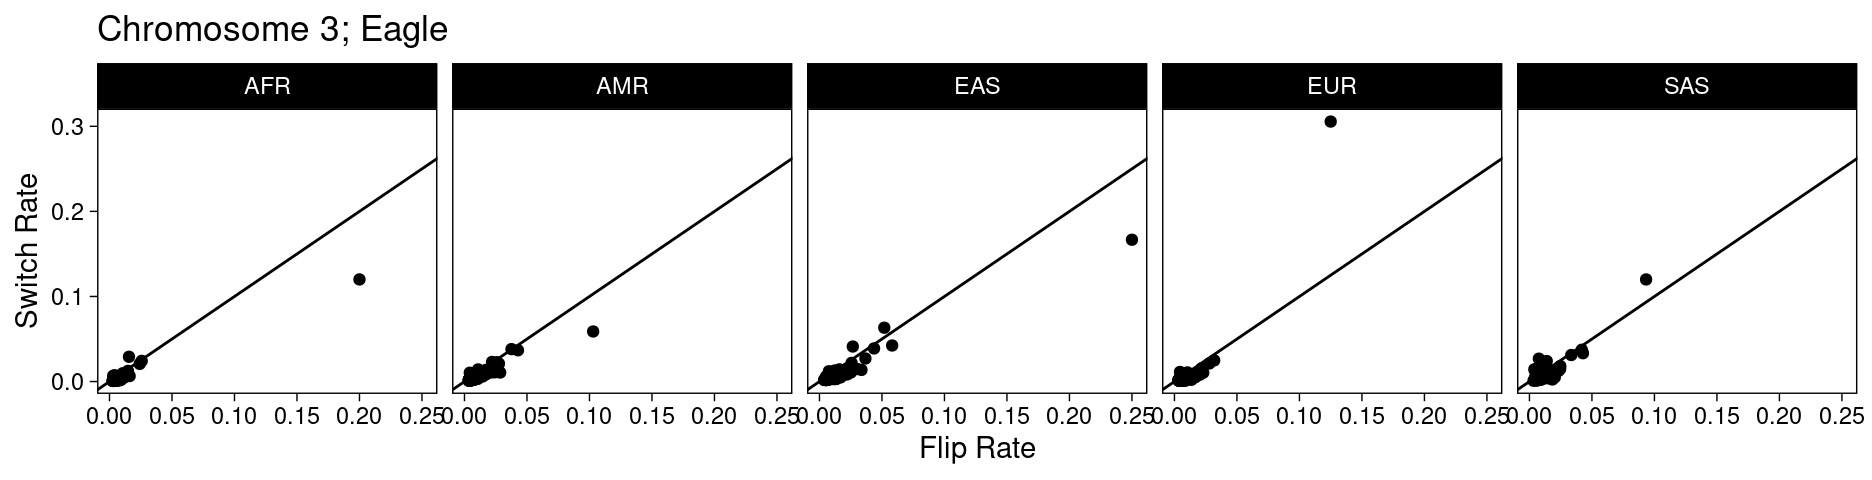 Chromosome 3; Eagle
AFR AMR EAS EUR SAS
0.3
0.2
0.1
0.0
Switch Rate
0.00 0.05 0.10 0.15 0.20 0.25 0.00 0.05 0.10 0.15 0.20 0.25 0.00 0.05 0.10 0.15 0.20 0.25 0.00 0.05 0.10 0.15 0.20 0.25 0.00 0.05 0.10 0.15 0.20 0.25
Flip Rate